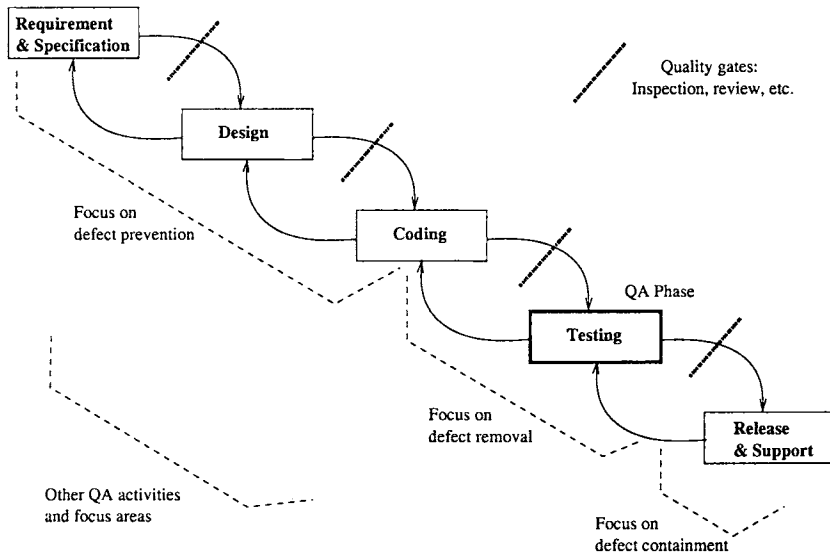 Requirement
& Specification
Quality gates:
Inspection, review, etc.
Design
Focus on
defect prevention
Coding
QA Phase
Testing
Focus on
defect removal
Release
& Support
Other QA activities
and focus areas
Focus on
defect containment